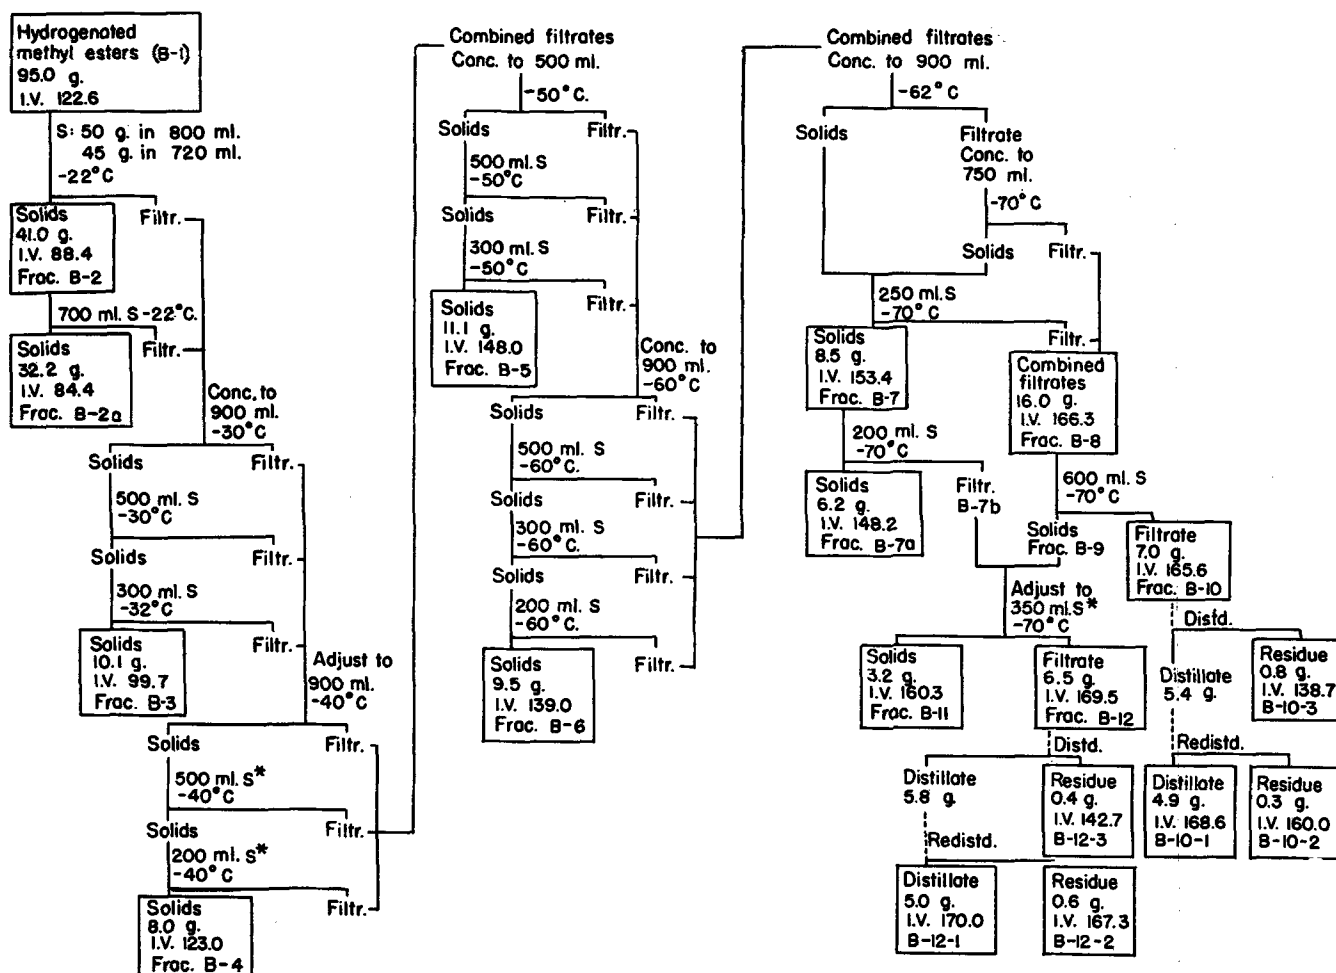 Hydrogenated
methyl esters (B-1)
95.0 g.
I.V. 122.6
S: 50 g. in 800 ml.
45 g. in 720 ml.
-22°C
Solids
41.0 g.
I.V. 88.4
Frac. B-2
Filtr.
700 ml. S -22°C.
Solids
32.2 g.
I.V. 84.4
Frac. B-2a
Filtr.
Conc. to
900 ml.
-30°C
Solids
Filtr.
500 ml. S
-30°C
Solids
Filtr.
300 ml. S
-32°C
Solids
10.1 g.
I.V. 99.7
Frac. B-3
Filtr.
Adjust to
900 ml.
-40°C
Solids
Filtr.
500 ml. S*
-40°C
Solids
Filtr.
200 ml. S*
-40°C
Solids
8.0 g.
I.V. 123.0
Frac. B-4
Filtr.
Combined filtrates
Conc. to 500 ml.
-50°C.
Solids
Filtr.
500 ml. S
-50°C
Solids
Filtr.
300 ml. S
-50°C
Solids
11.1 g.
I.V. 148.0
Frac. B-5
Filtr.
Conc. to
900 ml.
-60°C
Solids
Filtr.
500 ml. S
-60°C.
Solids
Filtr.
300 ml. S
-60°C.
Solids
Filtr.
200 ml. S
-60°C.
Solids
9.5 g.
I.V. 139.0
Frac. B-6
Filtr.
Combined filtrates
Conc. to 900 ml.
-62°C
Solids
Filtrate
Conc. to
750 ml.
-70°C
Solids
Filtr.
250 ml. S
-70°C
Solids
8.5 g.
I.V. 153.4
Frac. B-7
Filtr.
Combined
filtrates
16.0 g.
I.V. 166.3
Frac. B-8
200 ml. S
-70°C
Solids
6.2 g.
I.V. 148.2
Frac. B-7a
Filtr.
B-7b
600 ml. S
-70°C
Solids
Frac. B-9
Filtrate
7.0 g.
I.V. 165.6
Frac. B-10
Adjust to
350 ml. S*
-70°C
Solids
3.2 g.
I.V. 160.3
Frac. B-11
Filtrate
6.5 g.
I.V. 169.5
Frac. B-12
Distd.
Distillate
5.4 g.
Residue
0.8 g.
I.V. 138.7
B-10-3
Distd.
Distillate
5.8 g.
Residue
0.4 g.
I.V. 142.7
B-12-3
Redistd.
Distillate
4.9 g.
I.V. 168.6
B-10-1
Residue
0.3 g.
I.V. 160.0
B-10-2
Redistd.
Distillate
5.0 g.
I.V. 170.0
B-12-1
Residue
0.6 g.
I.V. 167.3
B-12-2